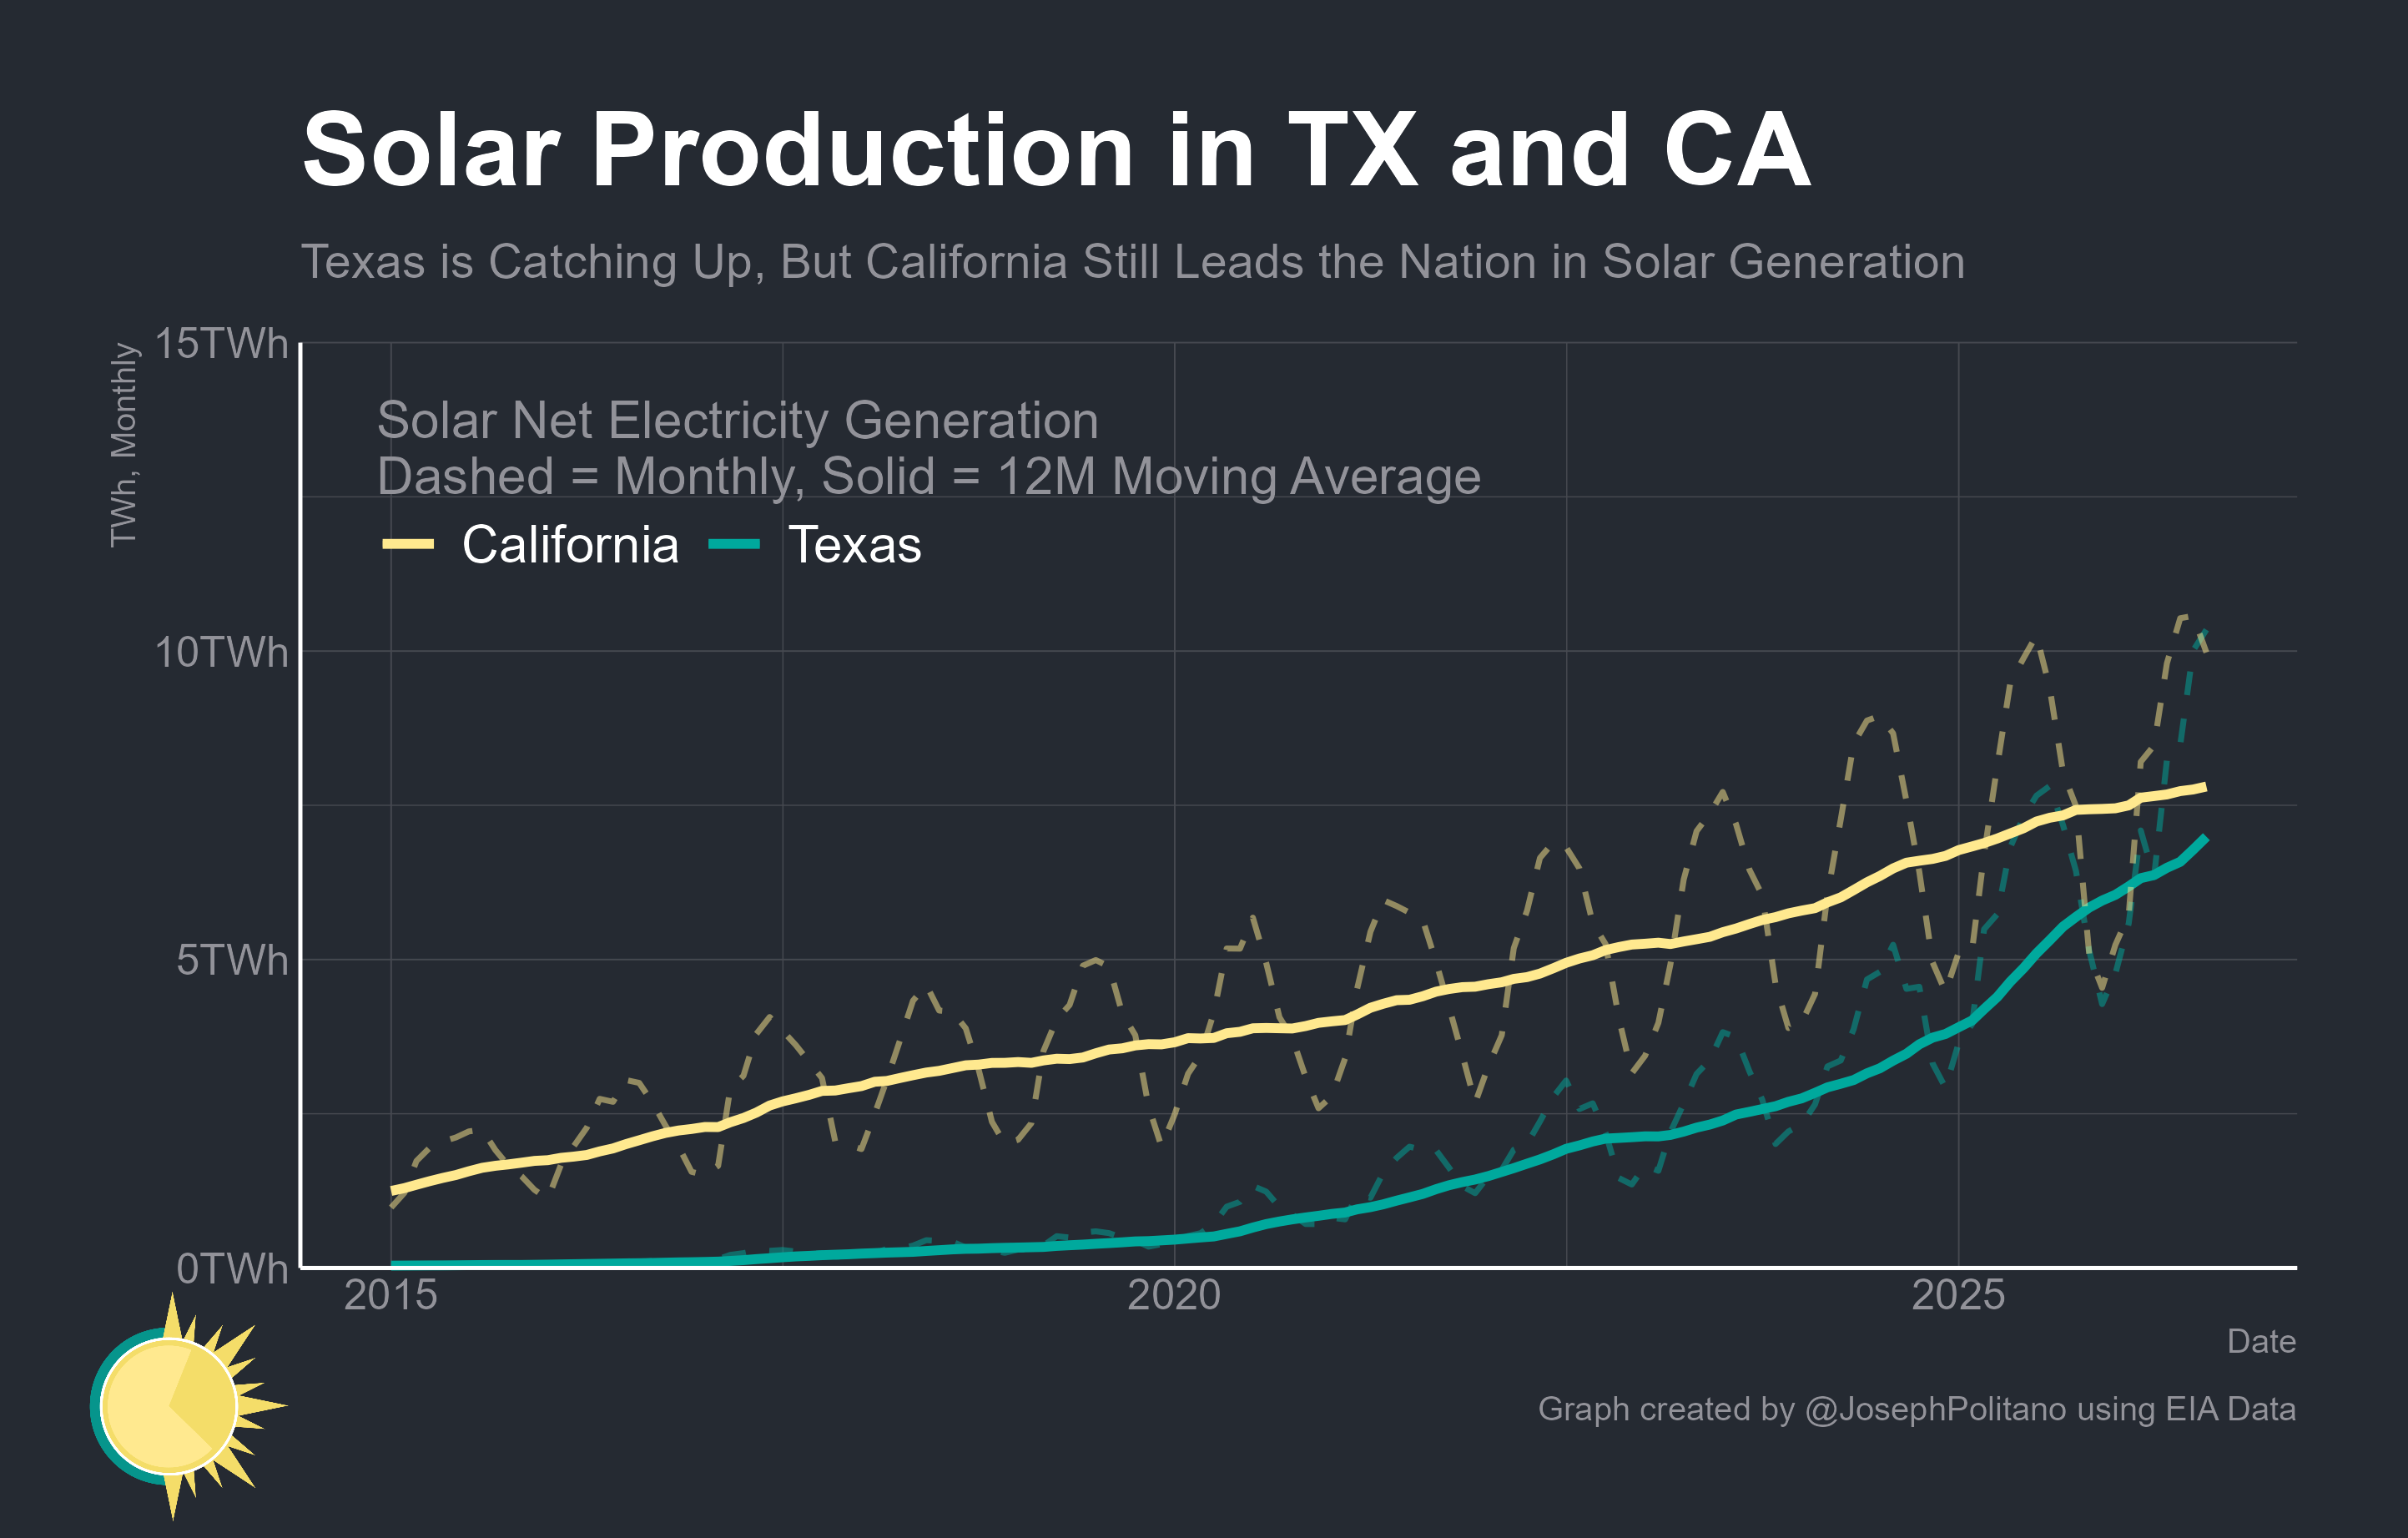 Solar Production in TX and CA
Texas is Catching Up, But California Still Leads the Nation in Solar Generation
TWh, Monthly
15TWh
10TWh
5TWh
0TWh
Solar Net Electricity Generation
Dashed = Monthly, Solid = 12M Moving Average
California Texas
2015 2020 2025
Date
Graph created by @JosephPolitano using EIA Data